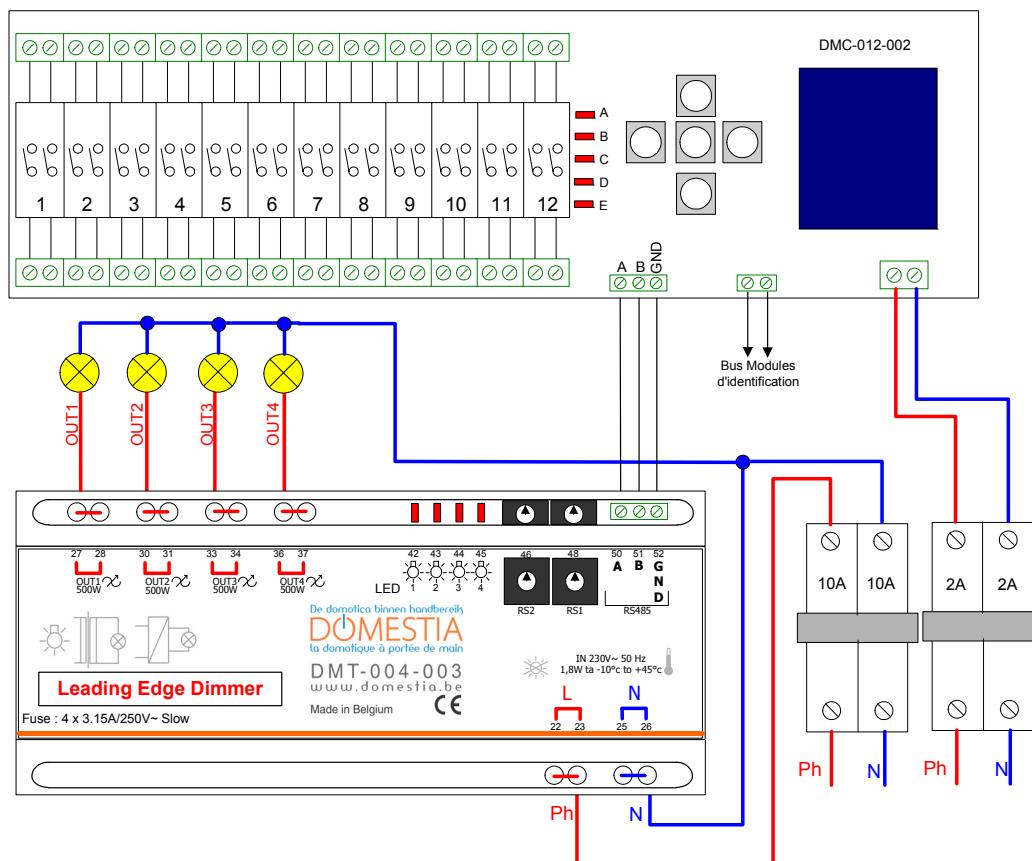 DMC-012-002
A
B
C
D
E
1 2 3 4 5 6 7 8 9 10 11 12
A B GND
Bus Modules
d'identification
OUT1 OUT2 OUT3 OUT4
27 28 30 31 33 34 36 37 42 43 44 45 46 48 50 51 52
OUT1 OUT2 OUT3 OUT4
500W 500W 500W 500W
LED 1 2 3 4
RS2 RS1
A B GND
RS485
10A 10A 2A 2A
De domotica binnen handbereik
DOMESTIA
la domotique à portée de main
DMT-004-003
www.domestia.be
Made in Belgium CE
IN 230V~ 50 Hz
1,8W ta -10°c to +45°c
Leading Edge Dimmer
Fuse : 4 x 3.15A/250V~ Slow
L N
22 23 25 26
Ph N
Ph N Ph N